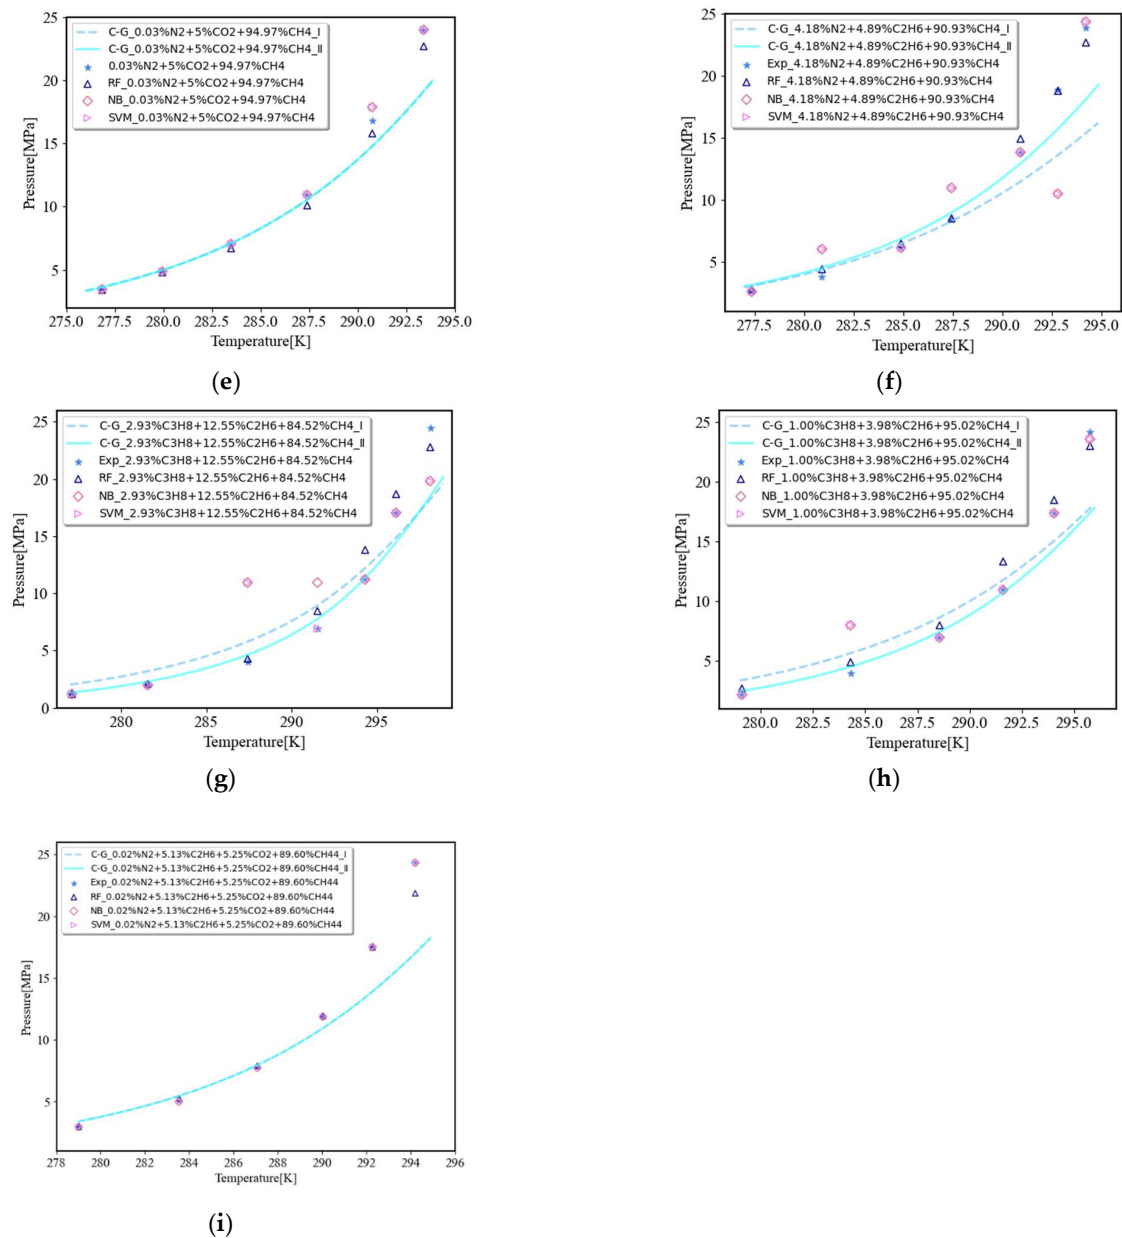 C-G_0.03%N2+5%CO2+94.97%CH4_I
C-G_0.03%N2+5%CO2+94.97%CH4_II
0.03%N2+5%CO2+94.97%CH4
RF_0.03%N2+5%CO2+94.97%CH4
NB_0.03%N2+5%CO2+94.97%CH4
SVM_0.03%N2+5%CO2+94.97%CH4
25
20
15
10
5
Pressure[MPa]
275.0 277.5 280.0 282.5 285.0 287.5 290.0 292.5 295.0
Temperature[K]
(e)
C-G_4.18%N2+4.89%C2H6+90.93%CH4_I
C-G_4.18%N2+4.89%C2H6+90.93%CH4_II
Exp_4.18%N2+4.89%C2H6+90.93%CH4
RF_4.18%N2+4.89%C2H6+90.93%CH4
NB_4.18%N2+4.89%C2H6+90.93%CH4
SVM_4.18%N2+4.89%C2H6+90.93%CH4
25
20
15
10
5
Pressure[MPa]
277.5 280.0 282.5 285.0 287.5 290.0 292.5 295.0
Temperature[K]
(f)
C-G_2.93%C3H8+12.55%C2H6+84.52%CH4_I
C-G_2.93%C3H8+12.55%C2H6+84.52%CH4_II
Exp_2.93%C3H8+12.55%C2H6+84.52%CH4
RF_2.93%C3H8+12.55%C2H6+84.52%CH4
NB_2.93%C3H8+12.55%C2H6+84.52%CH4
SVM_2.93%C3H8+12.55%C2H6+84.52%CH4
25
20
15
10
5
0
Pressure[MPa]
280 285 290 295
Temperature[K]
(g)
C-G_1.00%C3H8+3.98%C2H6+95.02%CH4_I
C-G_1.00%C3H8+3.98%C2H6+95.02%CH4_II
Exp_1.00%C3H8+3.98%C2H6+95.02%CH4
RF_1.00%C3H8+3.98%C2H6+95.02%CH4
NB_1.00%C3H8+3.98%C2H6+95.02%CH4
SVM_1.00%C3H8+3.98%C2H6+95.02%CH4
25
20
15
10
5
Pressure[MPa]
280.0 282.5 285.0 287.5 290.0 292.5 295.0
Temperature[K]
(h)
C-G_0.02%N2+5.13%C2H6+5.25%CO2+89.60%CH44_I
C-G_0.02%N2+5.13%C2H6+5.25%CO2+89.60%CH44_II
Exp_0.02%N2+5.13%C2H6+5.25%CO2+89.60%CH44
RF_0.02%N2+5.13%C2H6+5.25%CO2+89.60%CH44
NB_0.02%N2+5.13%C2H6+5.25%CO2+89.60%CH44
SVM_0.02%N2+5.13%C2H6+5.25%CO2+89.60%CH44
25
20
15
10
5
Pressure[MPa]
278 280 282 284 286 288 290 292 294 296
Temperature[K]
(i)